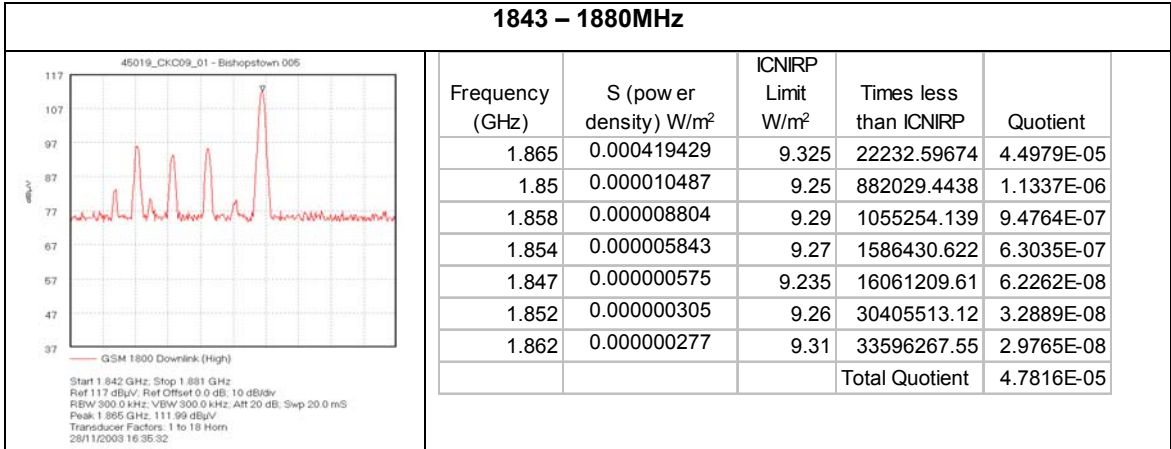 1843 – 1880MHz
45019_CKC09_01 - Bishopstown 005
117
107
97
87
77
67
57
47
37
dBµV
GSM 1800 Downlink (High)
Start 1.842 GHz; Stop 1.881 GHz
Ref 117 dBµV; Ref Offset 0.0 dB; 10 dB/div
RBW 300.0 kHz; VBW 300.0 kHz; Att 20 dB; Swp 20.0 mS
Peak 1.865 GHz, 111.99 dBµV
Transducer Factors: 1 to 18 Horn
28/11/2003 16:35:32
Frequency (GHz) S (pow er density) W/m² ICNIRP Limit W/m² Times less than ICNIRP Quotient
1.865 0.000419429 9.325 22232.59674 4.4979E-05
1.85 0.000010487 9.25 882029.4438 1.1337E-06
1.858 0.000008804 9.29 1055254.139 9.4764E-07
1.854 0.000005843 9.27 1586430.622 6.3035E-07
1.847 0.000000575 9.235 16061209.61 6.2262E-08
1.852 0.000000305 9.26 30405513.12 3.2889E-08
1.862 0.000000277 9.31 33596267.55 2.9765E-08
Total Quotient 4.7816E-05